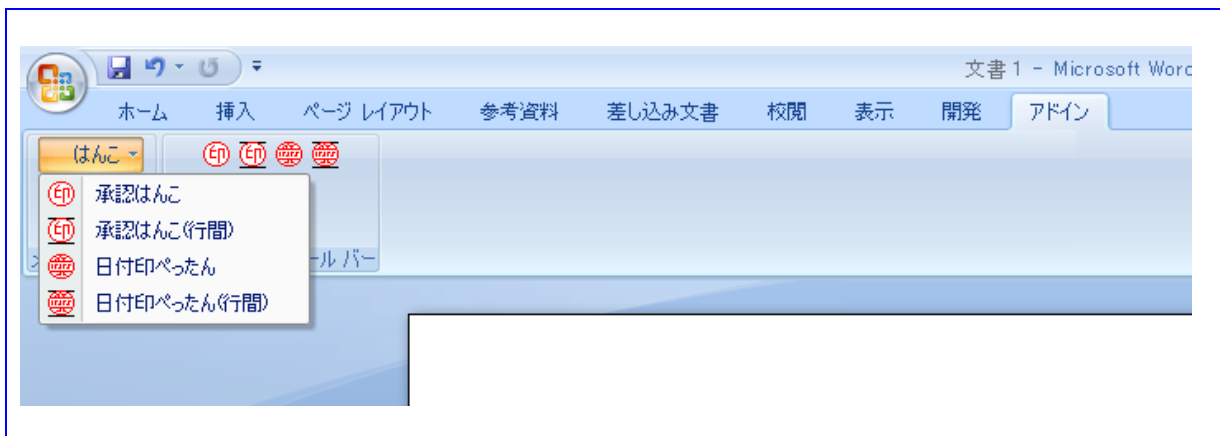 文書1 - Microsoft Word
ホーム 挿入 ページ レイアウト 参考資料 差し込み文書 校閲 表示 開発 アドイン
はんこ
承認はんこ
承認はんこ(行間)
日付印ぺったん
ール バー
日付印ぺったん(行間)